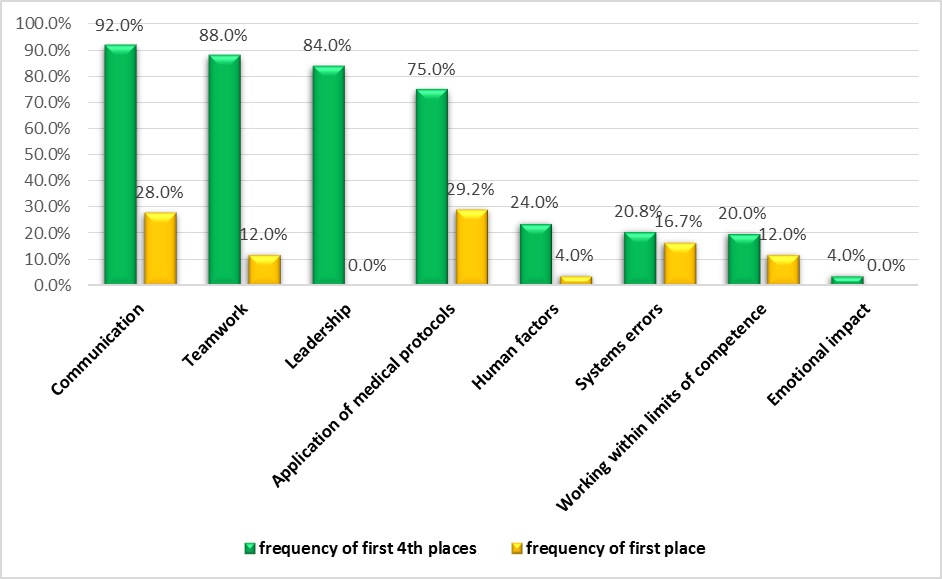 100.0%
90.0%
80.0%
70.0%
60.0%
50.0%
40.0%
30.0%
20.0%
10.0%
0.0%
92.0%
28.0%
88.0%
12.0%
84.0%
0.0%
75.0%
29.2%
24.0%
4.0%
20.8%
16.7%
20.0%
12.0%
4.0%
0.0%
Communication
Teamwork
Leadership
Application of medical protocols
Human factors
Systems errors
Working within limits of competence
Emotional impact
frequency of first 4th places
frequency of first place